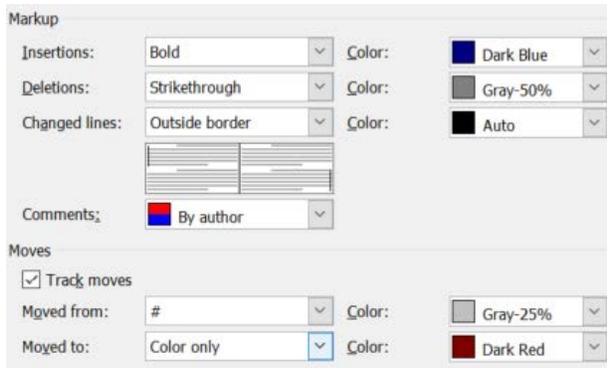 Markup
Insertions: Bold Color: Dark Blue
Deletions: Strikethrough Color: Gray-50%
Changed lines: Outside border Color: Auto
Comments: By author
Moves
Track moves
Moved from: # Color: Gray-25%
Moved to: Color only Color: Dark Red